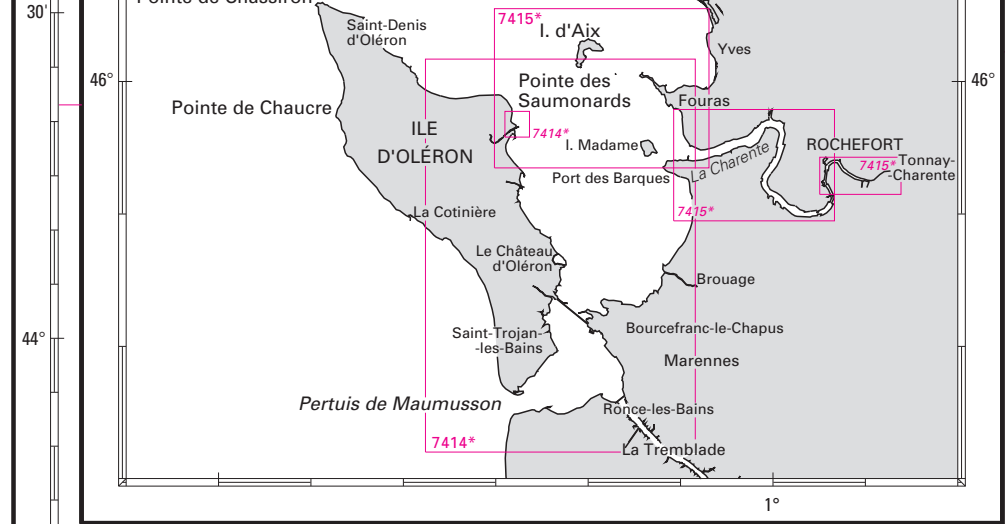 Pointe de Chassiron
30'
Saint-Denis
d'Oléron
7415*
I. d'Aix
Yves
46°
46°
Pointe des
Saumonards
Pointe de Chaucre
Fouras
ILE
D'OLÉRON
7414*
I. Madame
ROCHEFORT
La Charente
7415*
Tonnay-
-Charente
Port des Barques
7415*
La Cotinière
Le Château
d'Oléron
Brouage
Bourcefranc-le-Chapus
44°
Saint-Trojan-
-les-Bains
Marennes
Pertuis de Maumusson
Ronce-les-Bains
7414*
La Tremblade
1°